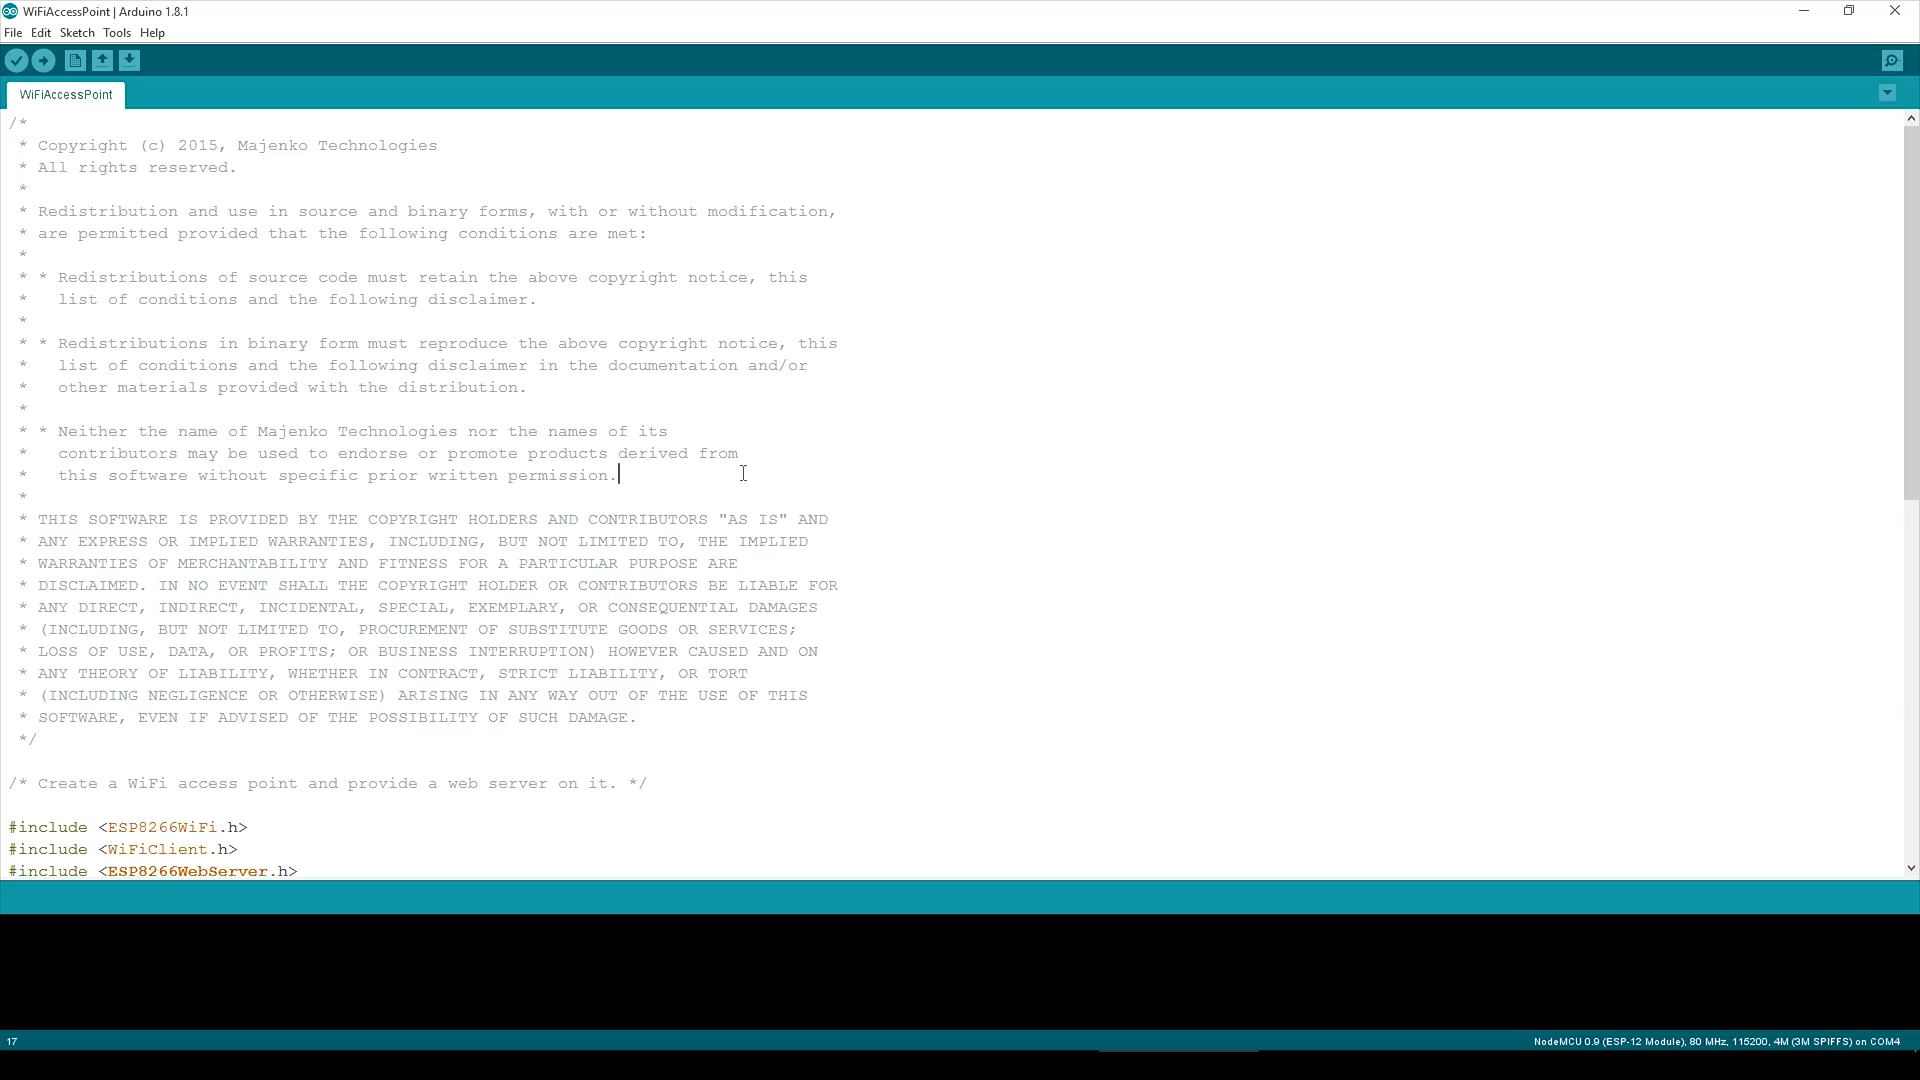 WiFiAccessPoint | Arduino 1.8.1
File Edit Sketch Tools Help
WiFiAccessPoint
/*
 * Copyright (c) 2015, Majenko Technologies
 * All rights reserved.
 *
 * Redistribution and use in source and binary forms, with or without modification,
 * are permitted provided that the following conditions are met:
 *
 * * Redistributions of source code must retain the above copyright notice, this
 *   list of conditions and the following disclaimer.
 *
 * * Redistributions in binary form must reproduce the above copyright notice, this
 *   list of conditions and the following disclaimer in the documentation and/or
 *   other materials provided with the distribution.
 *
 * * Neither the name of Majenko Technologies nor the names of its
 *   contributors may be used to endorse or promote products derived from
 *   this software without specific prior written permission.
 *
 * THIS SOFTWARE IS PROVIDED BY THE COPYRIGHT HOLDERS AND CONTRIBUTORS "AS IS" AND
 * ANY EXPRESS OR IMPLIED WARRANTIES, INCLUDING, BUT NOT LIMITED TO, THE IMPLIED
 * WARRANTIES OF MERCHANTABILITY AND FITNESS FOR A PARTICULAR PURPOSE ARE
 * DISCLAIMED. IN NO EVENT SHALL THE COPYRIGHT HOLDER OR CONTRIBUTORS BE LIABLE FOR
 * ANY DIRECT, INDIRECT, INCIDENTAL, SPECIAL, EXEMPLARY, OR CONSEQUENTIAL DAMAGES
 * (INCLUDING, BUT NOT LIMITED TO, PROCUREMENT OF SUBSTITUTE GOODS OR SERVICES;
 * LOSS OF USE, DATA, OR PROFITS; OR BUSINESS INTERRUPTION) HOWEVER CAUSED AND ON
 * ANY THEORY OF LIABILITY, WHETHER IN CONTRACT, STRICT LIABILITY, OR TORT
 * (INCLUDING NEGLIGENCE OR OTHERWISE) ARISING IN ANY WAY OUT OF THE USE OF THIS
 * SOFTWARE, EVEN IF ADVISED OF THE POSSIBILITY OF SUCH DAMAGE.
 */
/* Create a WiFi access point and provide a web server on it. */
#include <ESP8266WiFi.h>
#include <WiFiClient.h>
#include <ESP8266WebServer.h>
17
NodeMCU 0.9 (ESP-12 Module), 80 MHz, 115200, 4M (3M SPIFFS) on COM4